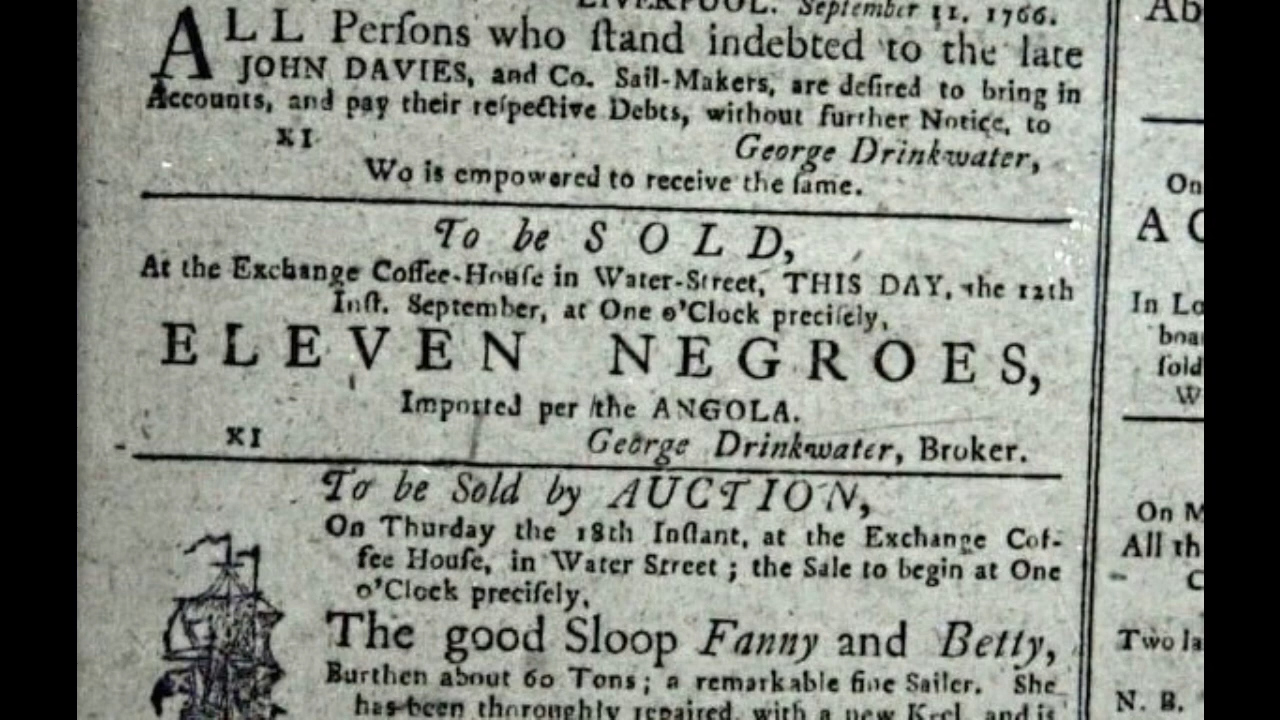 LIVERPOOL. September 11. 1766.
ALL Perſons who ſtand indebted to the late
JOHN DAVIES, and Co. Sail-Makers, are deſired to bring in
Accounts, and pay their reſpective Debts, without further Notice, to
XI
George Drinkwater,
Wo is empowered to receive the ſame.
To be SOLD,
At the Exchange Coffee-Houſe in Water-Street, THIS DAY, the 12th
Inſt. September, at One o'Clock preciſely,
ELEVEN NEGROES,
Imported per the ANGOLA.
XI
George Drinkwater, Broker.
To be Sold by AUCTION,
On Thurday the 18th Inſtant, at the Exchange Cof-
fee Houſe, in Water Street ; the Sale to begin at One
o'Clock preciſely,
The good Sloop Fanny and Betty,
Burthen about 60 Tons ; a remarkable fine Sailer. She
has been thoroughly repaired, with a new Keel, and is
Ab
On
A C
In Lo
boa
ſold
W
On M
All th
C
Two la
N. B.